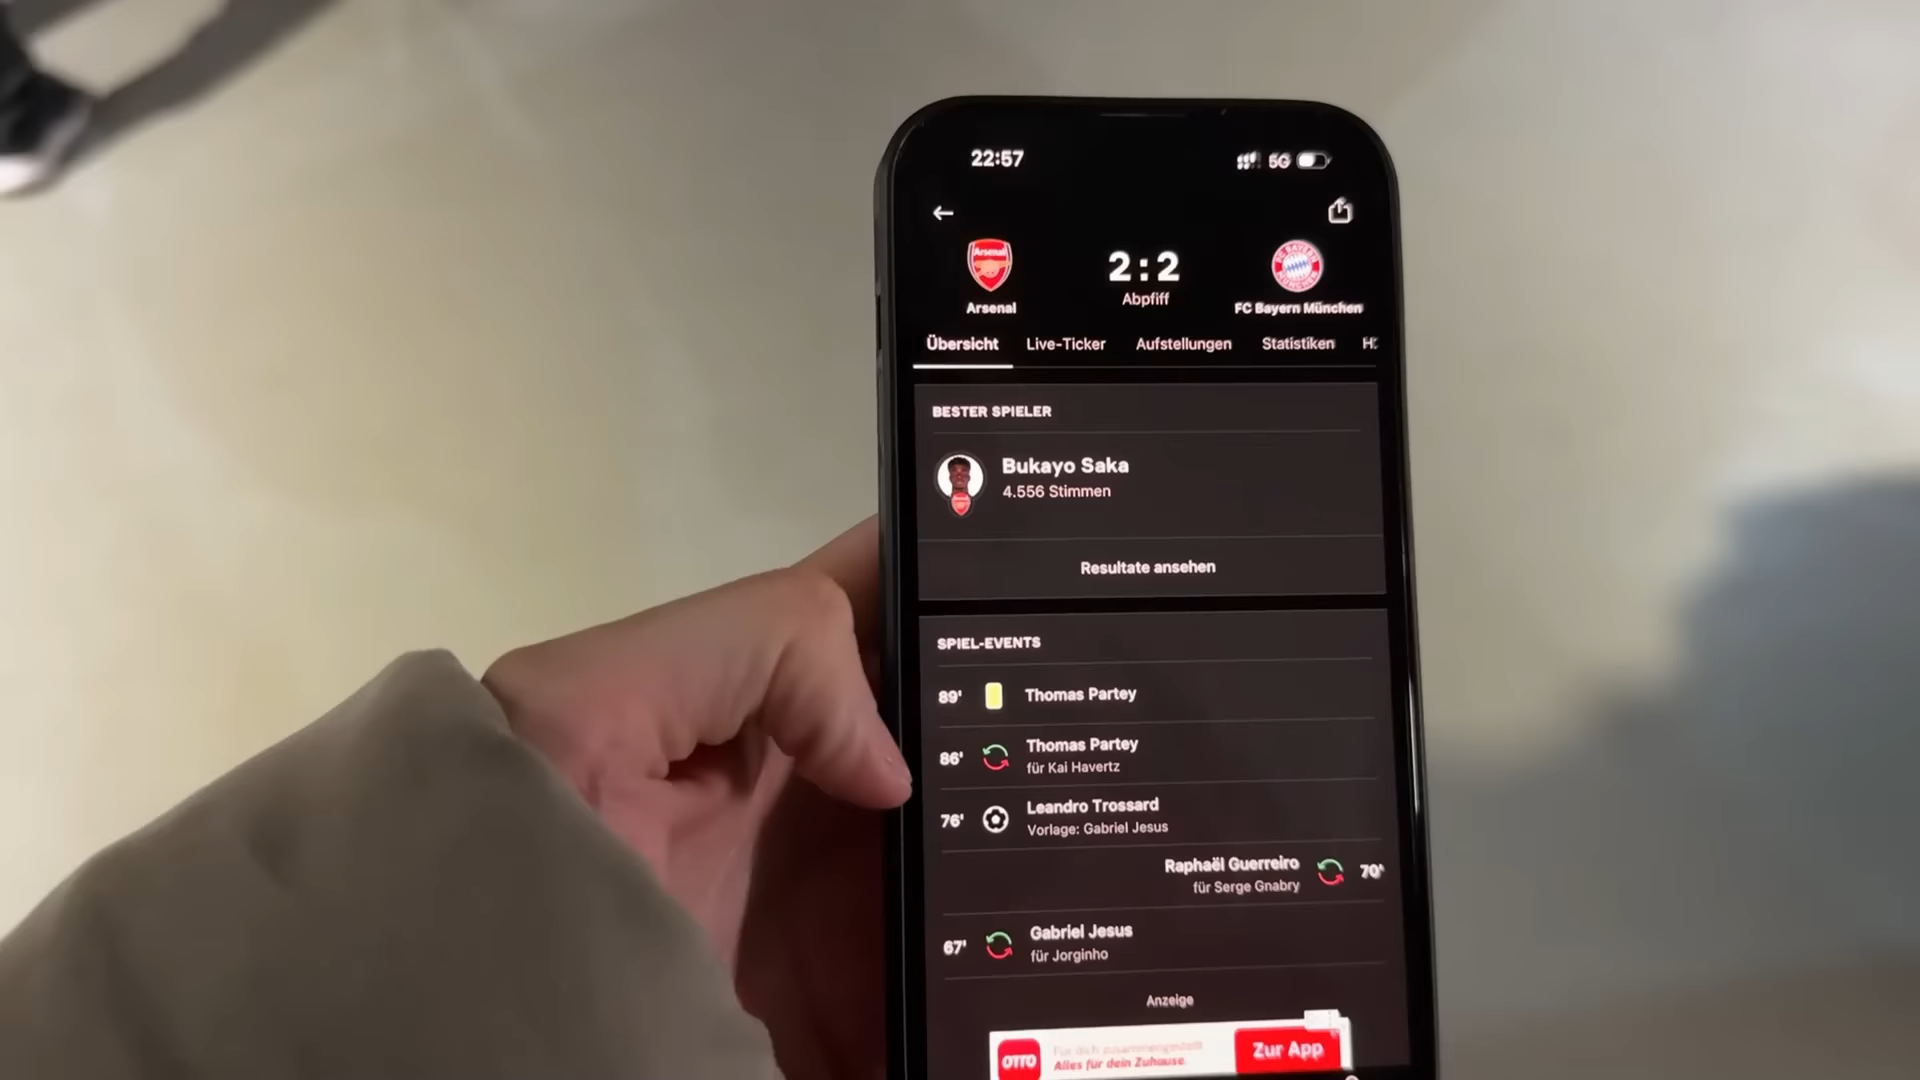 22:57
5G
2:2
Abpfiff
Arsenal
FC Bayern München
Übersicht Live-Ticker Aufstellungen Statistiken
BESTER SPIELER
Bukayo Saka
4.556 Stimmen
Resultate ansehen
SPIEL-EVENTS
89' Thomas Partey
86' Thomas Partey
für Kai Havertz
76' Leandro Trossard
Vorlage: Gabriel Jesus
Raphaël Guerreiro 70'
für Serge Gnabry
67' Gabriel Jesus
für Jorginho
Anzeige
OTTO
Für dich zusammengestellt
Alles für dein Zuhause.
Zur App